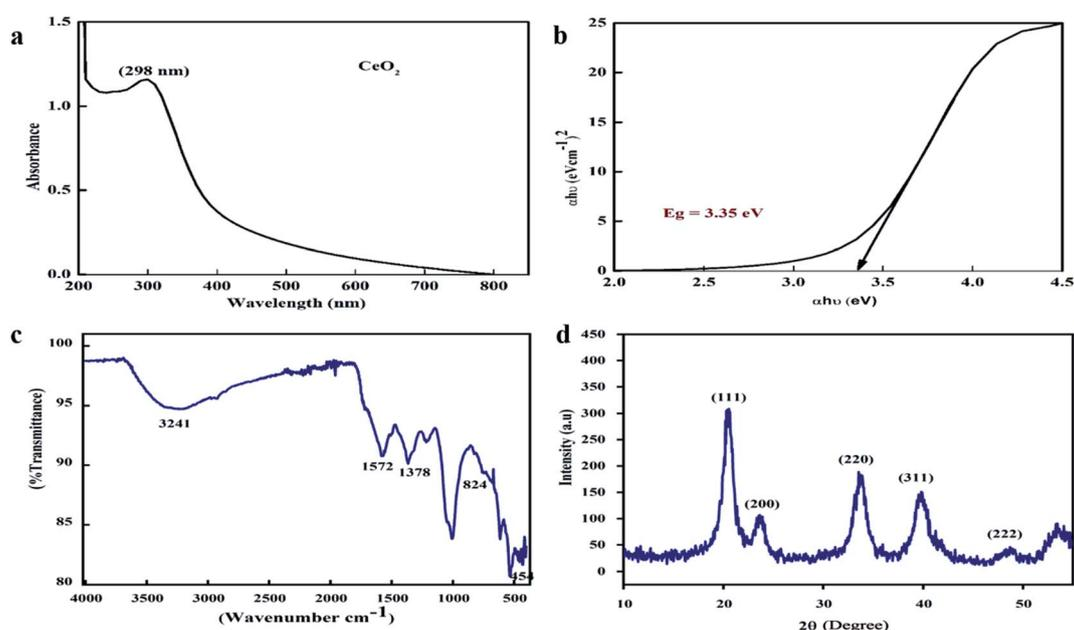 a
1.5
1.0
0.5
0.0
Absorbance
(298 nm)
CeO₂
200 300 400 500 600 700 800
Wavelength (nm)
b
25
20
15
10
5
0
αhυ (eVcm⁻¹)²
Eg = 3.35 eV
2.0 2.5 3.0 3.5 4.0 4.5
αhυ (eV)
c
100
95
90
85
80
(%Transmittance)
3241
1572
1378
824
454
4000 3500 3000 2500 2000 1500 1000 500
(Wavenumber cm⁻¹)
d
450
400
350
300
250
200
150
100
50
0
Intensity (a.u)
(111)
(200)
(220)
(311)
(222)
10 20 30 40 50
2θ (Degree)